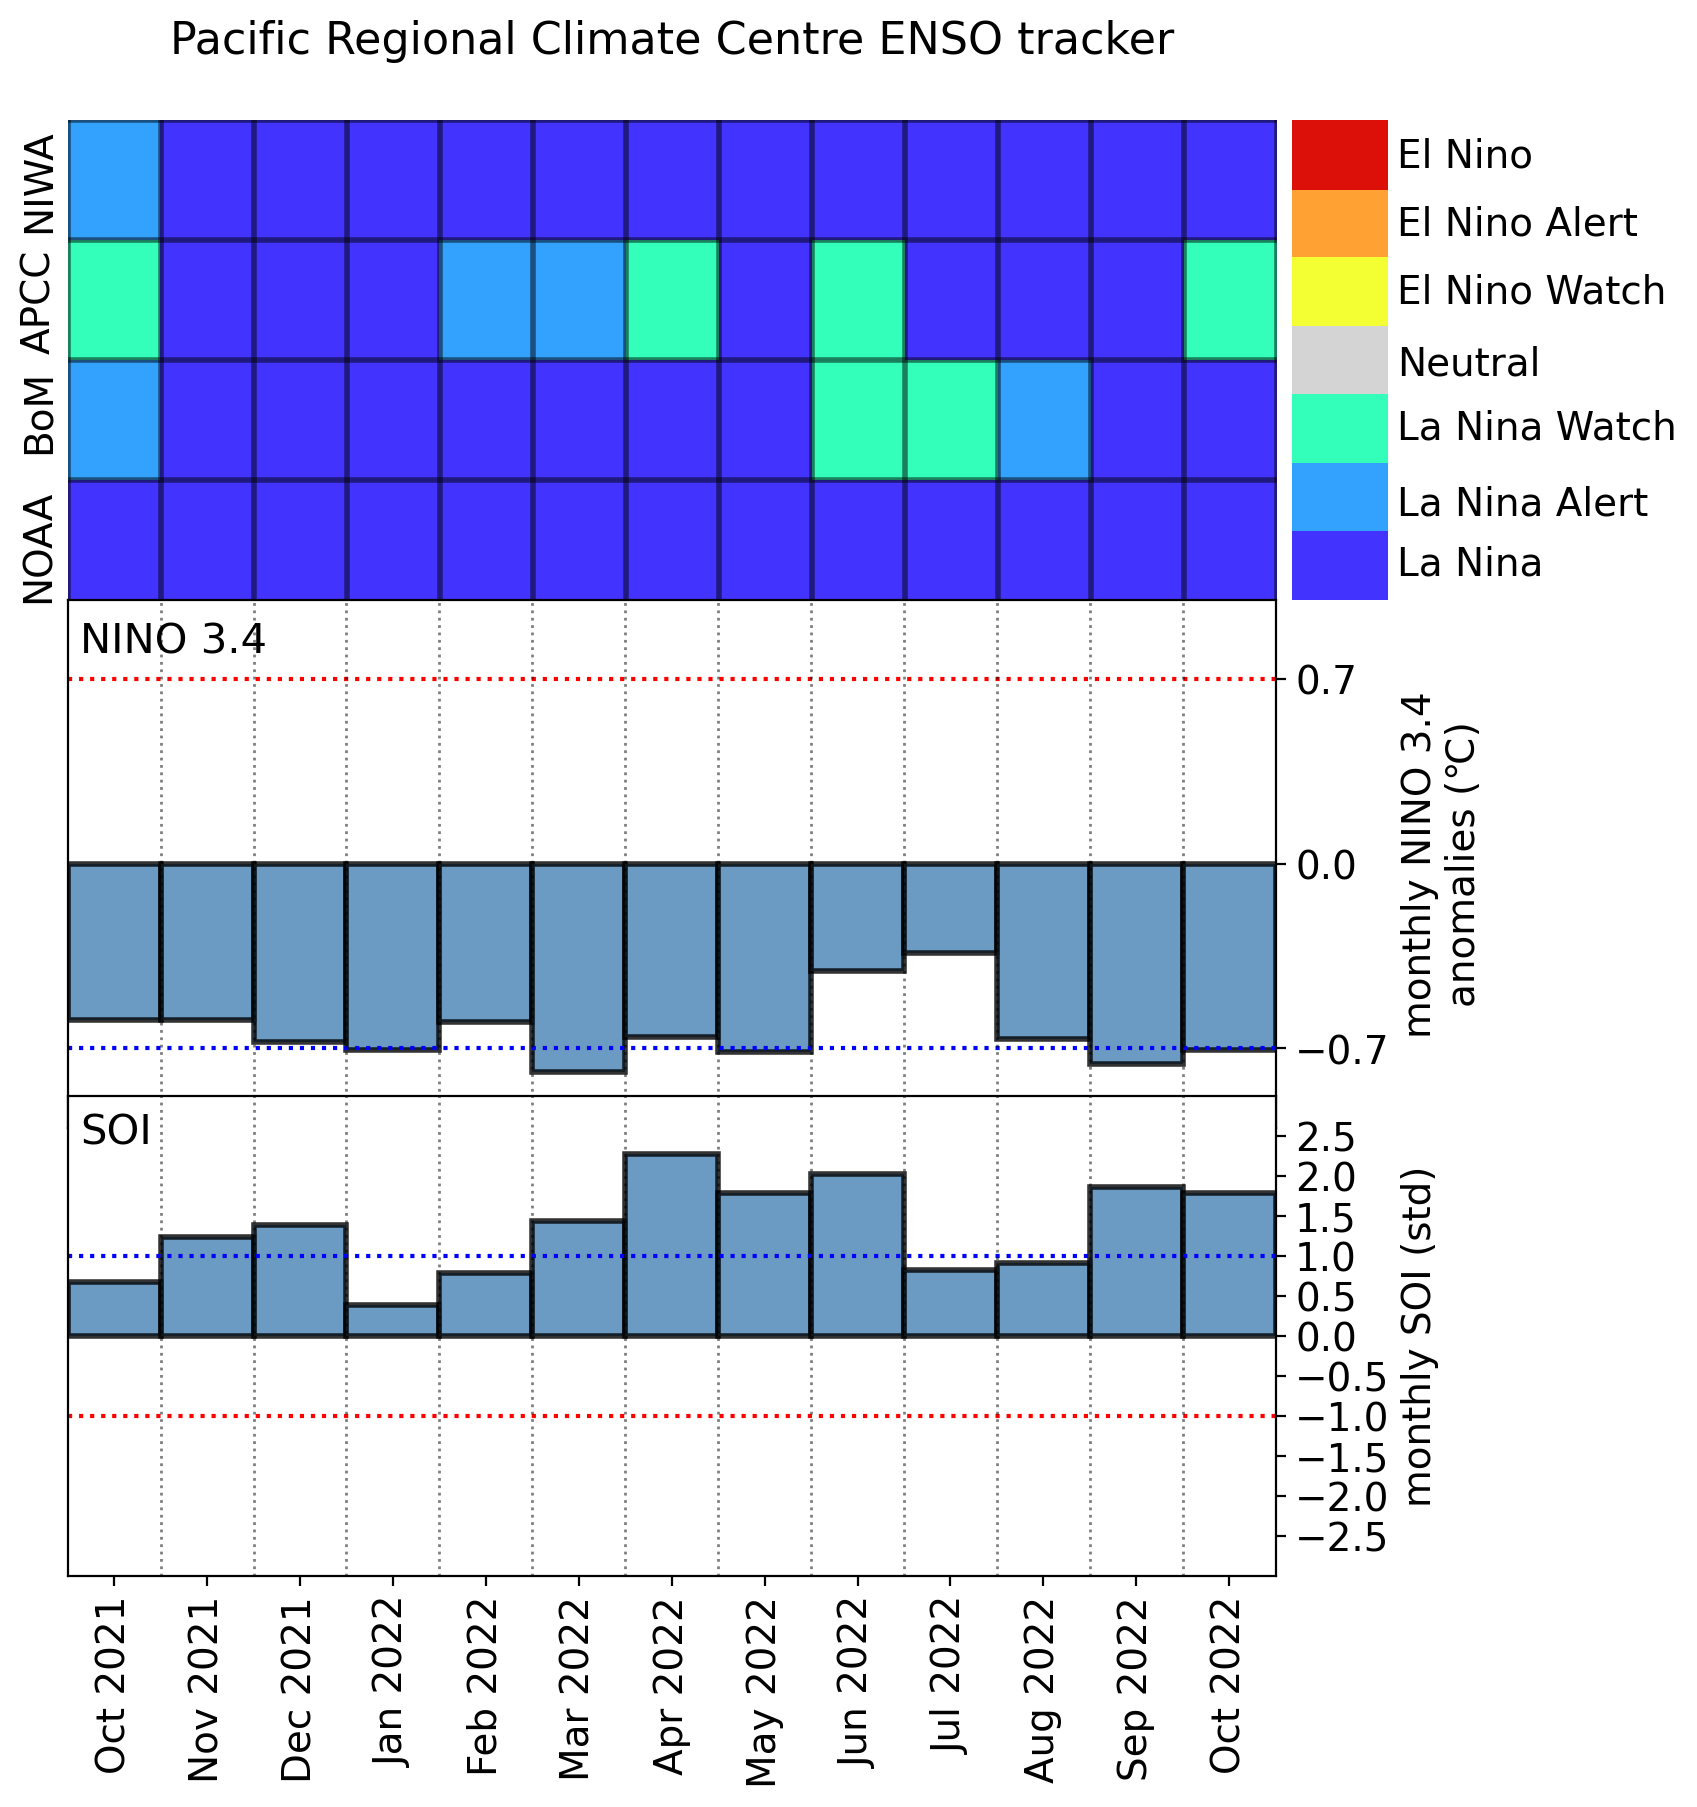 Pacific Regional Climate Centre ENSO tracker
NIWA
APCC
BoM
NOAA
El Nino
El Nino Alert
El Nino Watch
Neutral
La Nina Watch
La Nina Alert
La Nina
NINO 3.4
0.7
0.0
−0.7
monthly NINO 3.4
anomalies (°C)
SOI
2.5
2.0
1.5
1.0
0.5
0.0
−0.5
−1.0
−1.5
−2.0
−2.5
monthly SOI (std)
Oct 2021
Nov 2021
Dec 2021
Jan 2022
Feb 2022
Mar 2022
Apr 2022
May 2022
Jun 2022
Jul 2022
Aug 2022
Sep 2022
Oct 2022